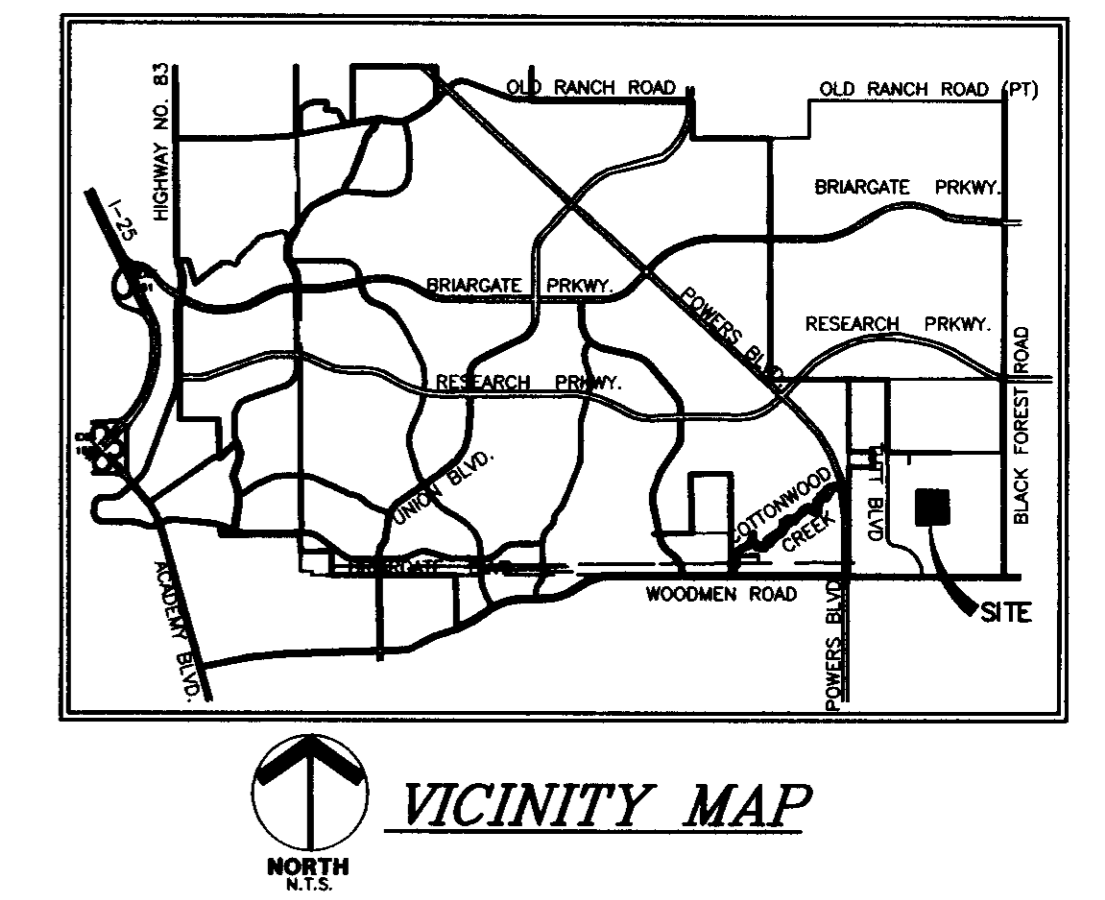 HIGHWAY NO. 83
OLD RANCH ROAD
OLD RANCH ROAD (PT)
BRIARGATE PRKWY.
I-25
BRIARGATE PRKWY.
POWERS BLVD.
RESEARCH PRKWY.
RESEARCH PRKWY.
BLACK FOREST ROAD
UNION BLVD.
COTTONWOOD
CREEK
BLVD
ACADEMY BLVD.
WOODMEN ROAD
POWERS BLVD.
SITE
VICINITY MAP
NORTH
N.T.S.